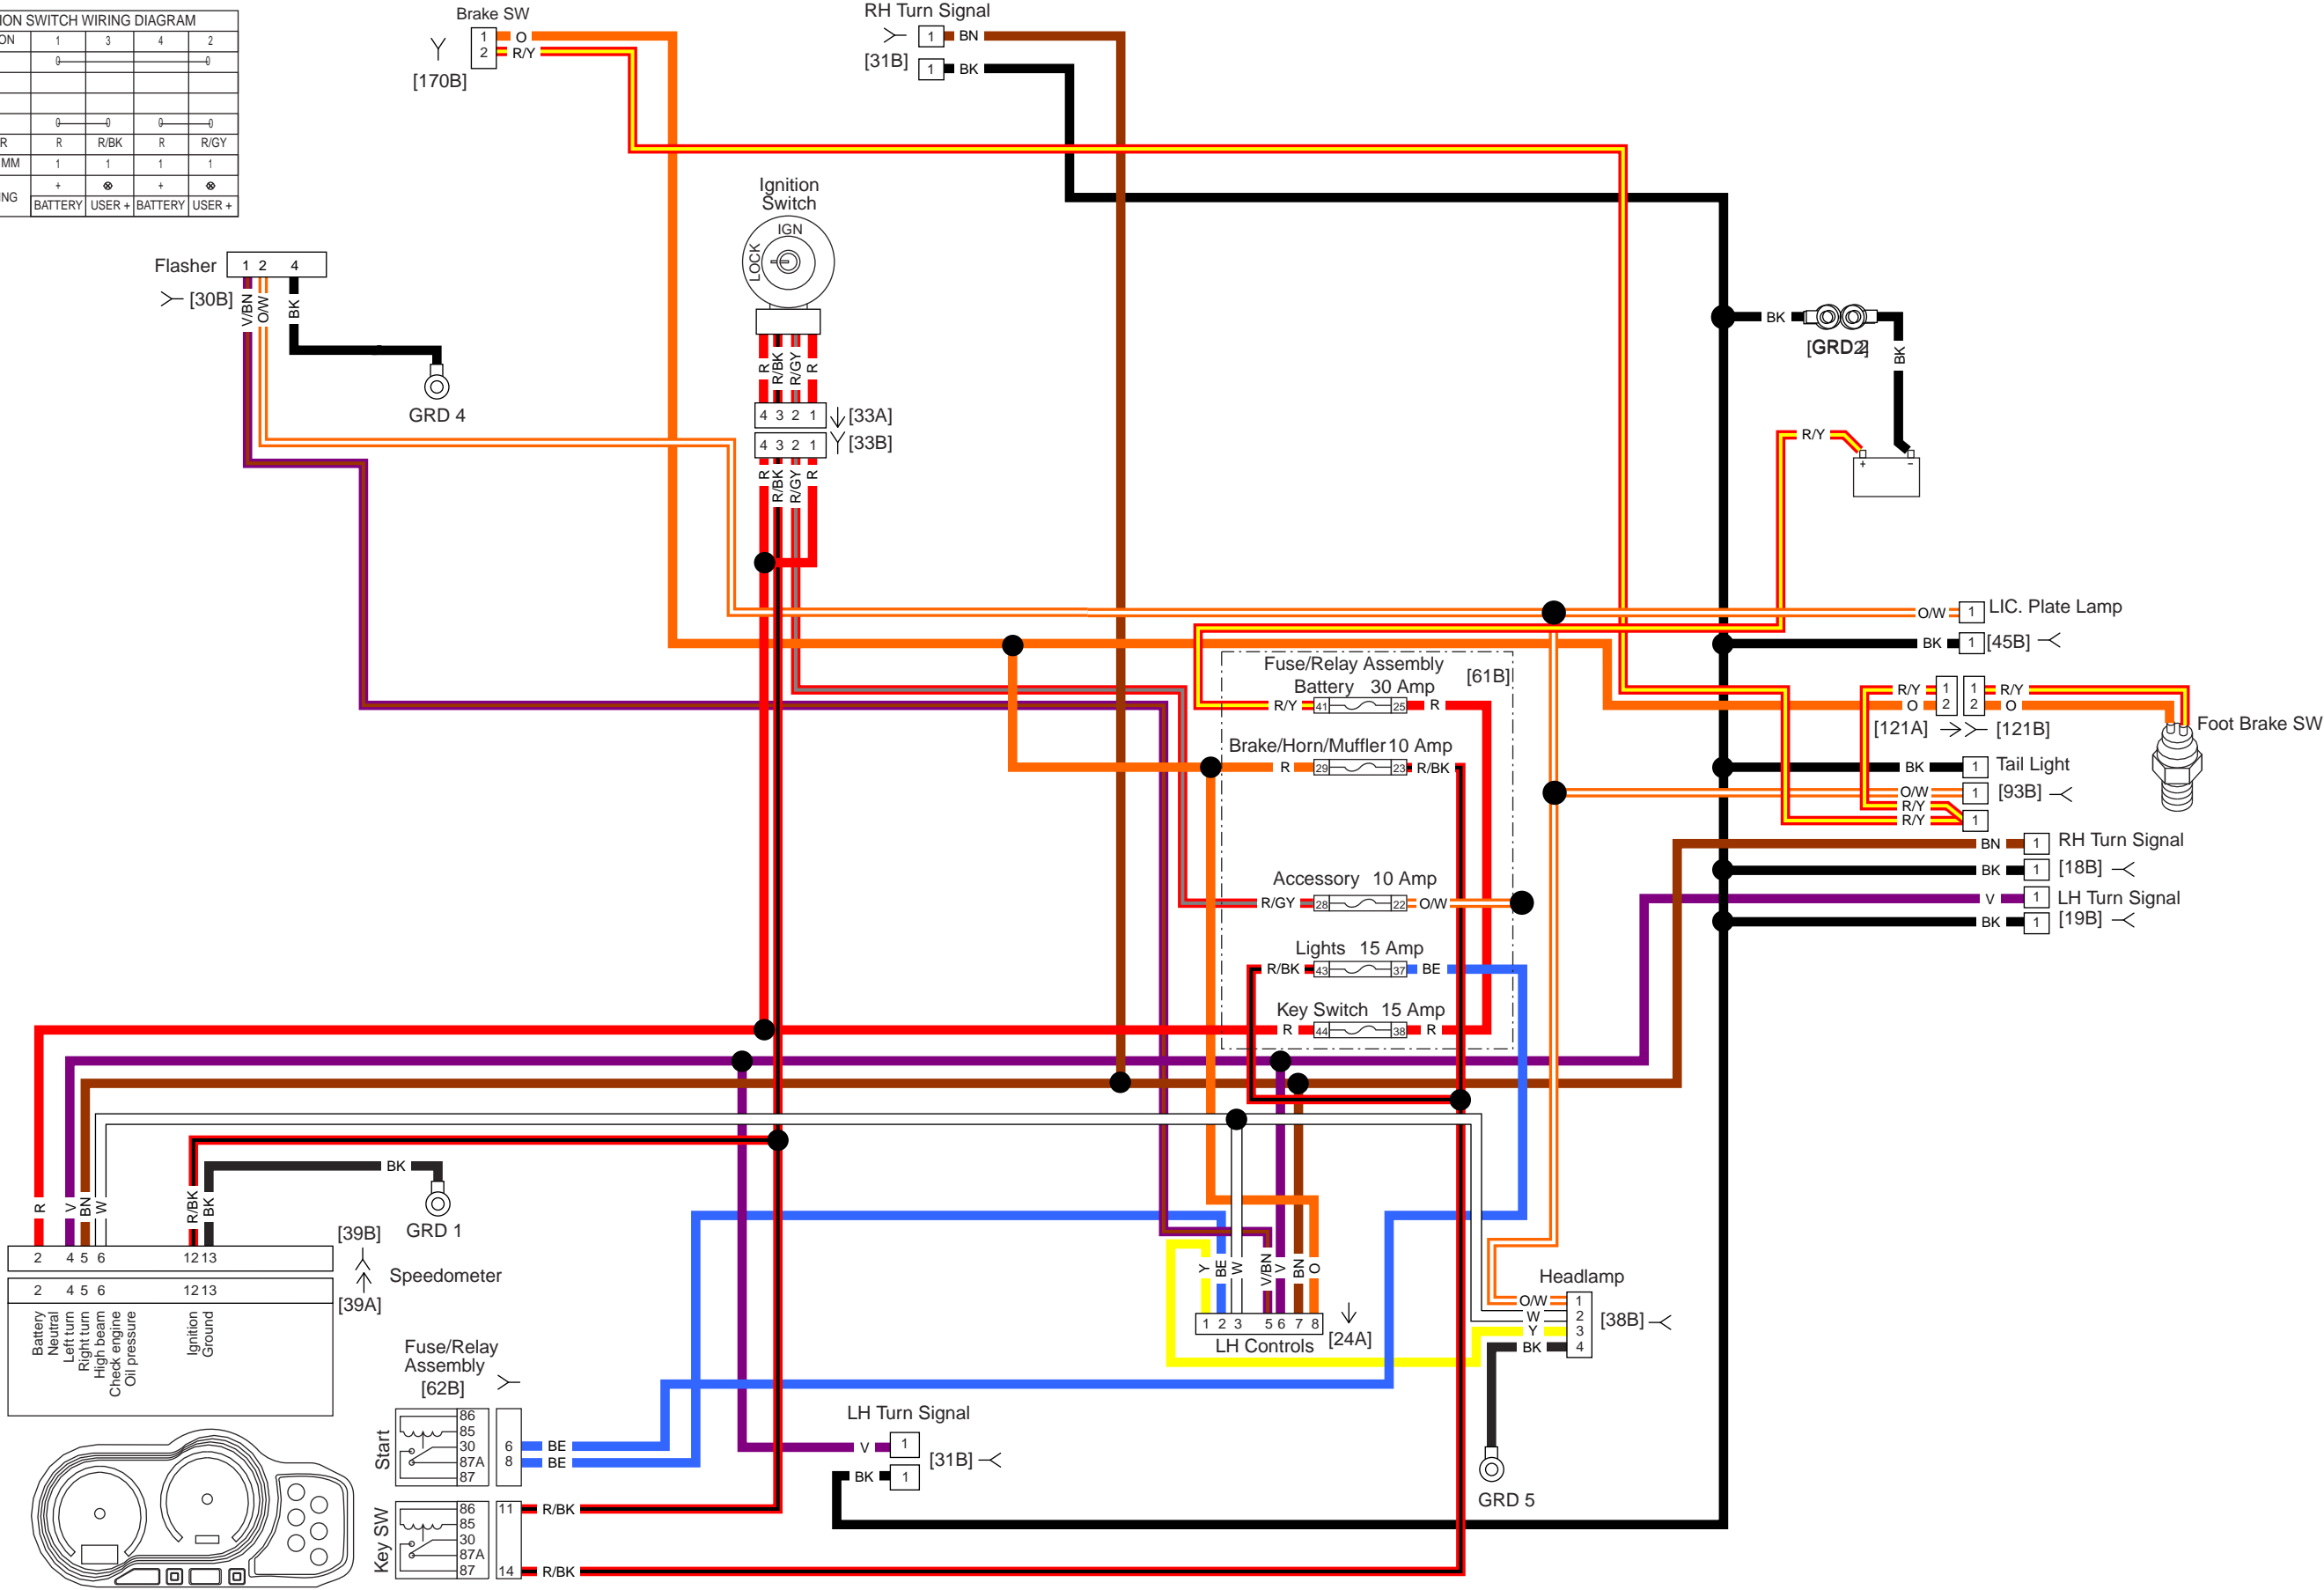 ION SWITCH WIRING DIAGRAM
ON 1 3 4 2
R R R/BK R R/GY
MM 1 1 1 1
+ ⊗ + ⊗
NG BATTERY USER + BATTERY USER +
Brake SW
1 O
2 R/Y
[170B]
RH Turn Signal
1 BN
[31B]
1 BK
Ignition
Switch
IGN
LOCK
R R/BK R/GY R
4 3 2 1 [33A]
4 3 2 1 [33B]
R R/BK R/GY R
Flasher 1 2 4
[30B]
V/BN O/W BK
GRD 4
BK
[GRD 2]
BK
R/Y
+ -
O/W 1 LIC. Plate Lamp
BK 1 [45B]
Fuse/Relay Assembly
[61B]
Battery 30 Amp
R/Y 41 25 R
Brake/Horn/Muffler 10 Amp
R 29 23 R/BK
Accessory 10 Amp
R/GY 28 22 O/W
Lights 15 Amp
R/BK 43 37 BE
Key Switch 15 Amp
R 44 38 R
R/Y 1 1 R/Y
O 2 2 O
[121A] [121B]
Foot Brake SW
BK 1 Tail Light
O/W 1 [93B]
R/Y
R/Y 1
BN 1 RH Turn Signal
BK 1 [18B]
V 1 LH Turn Signal
BK 1 [19B]
BK
GRD 1
R V BN W R/BK BK
[39B]
2 4 5 6 12 13
Speedometer
2 4 5 6 12 13
[39A]
Battery
Neutral
Left turn
Right turn
High beam
Check engine
Oil pressure
Ignition
Ground
Y BE W V/BN V BN O
1 2 3 5 6 7 8
LH Controls [24A]
Headlamp
O/W 1
W 2
Y 3
BK 4
[38B]
GRD 5
Fuse/Relay
Assembly
[62B]
Start
86
85
30 6 BE
87A 8 BE
87
Key SW
86 11 R/BK
85
30
87A
87 14 R/BK
LH Turn Signal
V 1
[31B]
BK 1